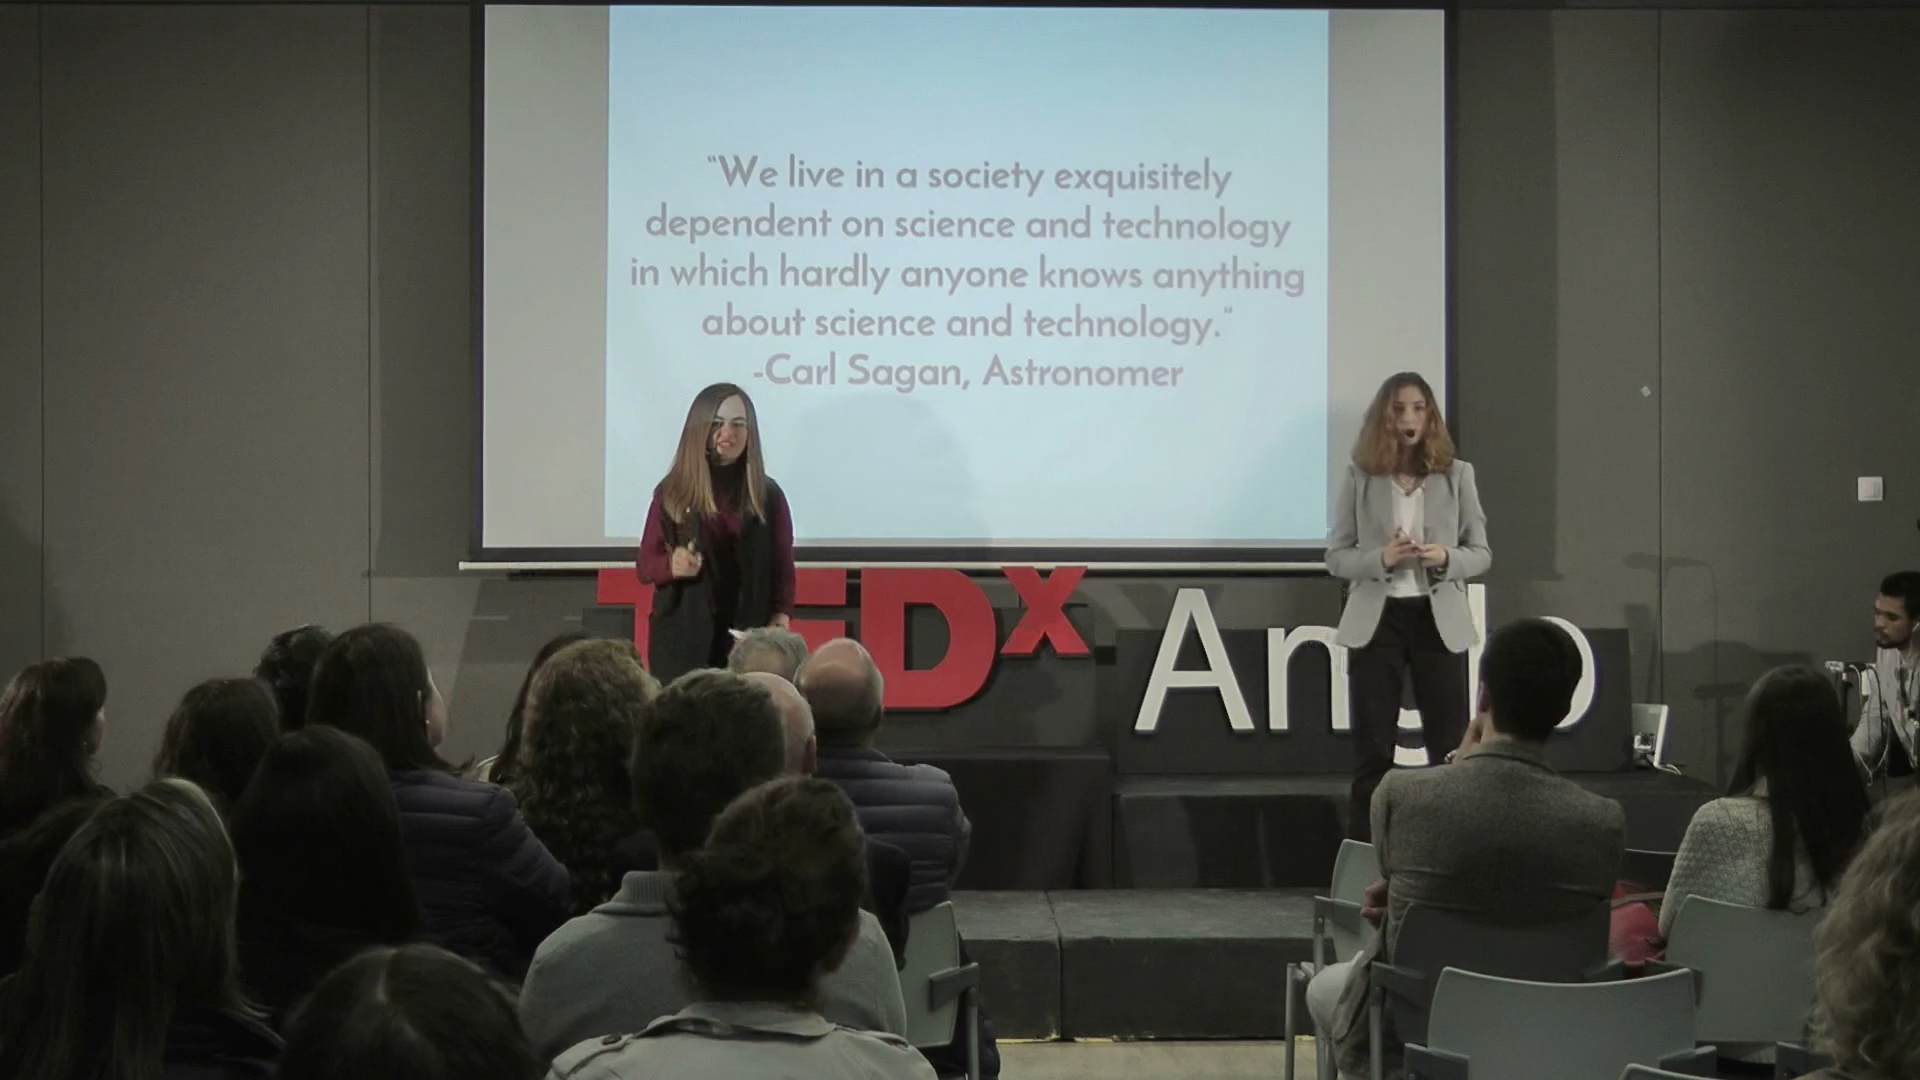 “We live in a society exquisitely
dependent on science and technology
in which hardly anyone knows anything
about science and technology.”
-Carl Sagan, Astronomer
TEDx